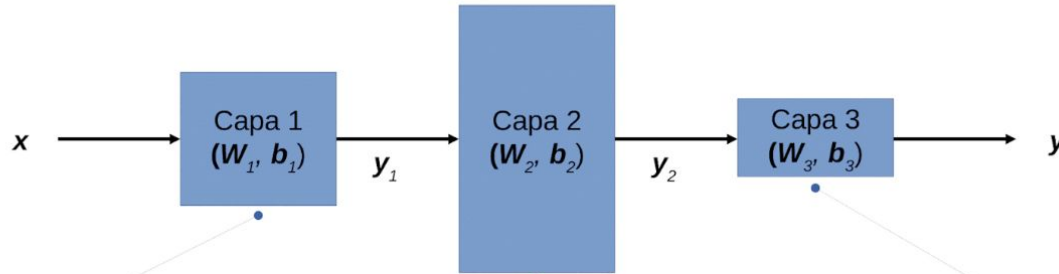 x
Capa 1
(W₁, b₁)
y₁
Capa 2
(W₂, b₂)
y₂
Capa 3
(W₃, b₃)
y